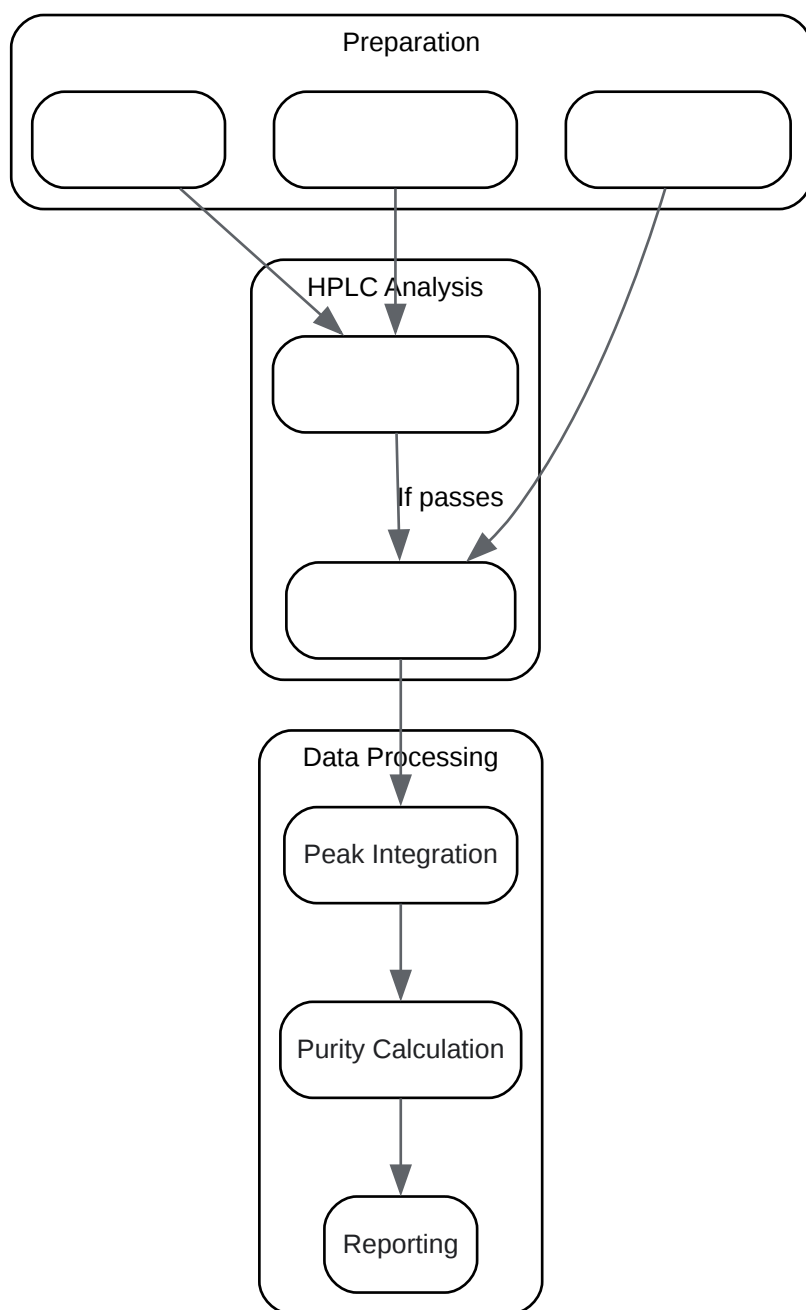 Preparation
HPLC Analysis
If passes
Data Processing
Peak Integration
Purity Calculation
Reporting